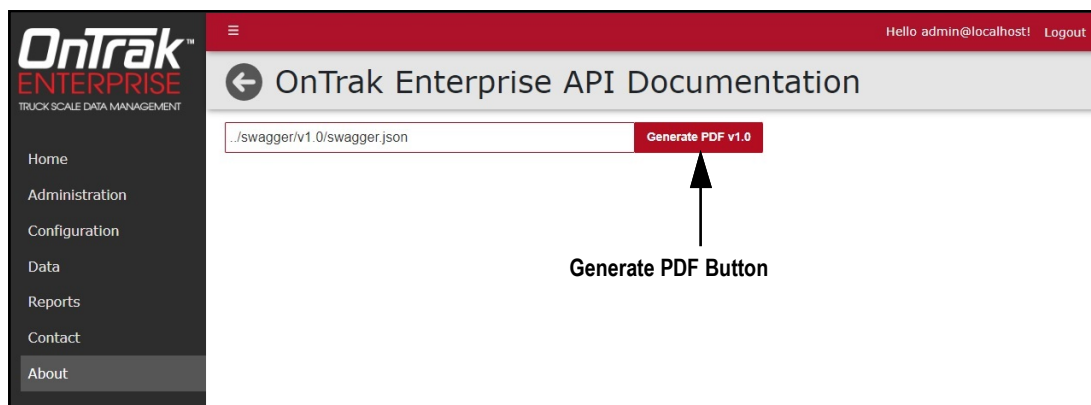 OnTrak™
ENTERPRISE
TRUCK SCALE DATA MANAGEMENT
☰
Hello admin@localhost! Logout
OnTrak Enterprise API Documentation
../swagger/v1.0/swagger.json
Generate PDF v1.0
Generate PDF Button
Home
Administration
Configuration
Data
Reports
Contact
About